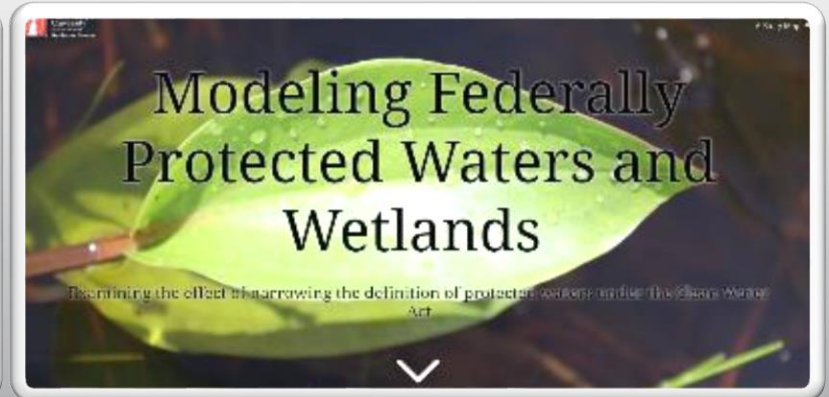 University
Modeling Federally
Protected Waters and
Wetlands
Examining the effect of narrowing the definition of protected waters under the Clean Water
Act